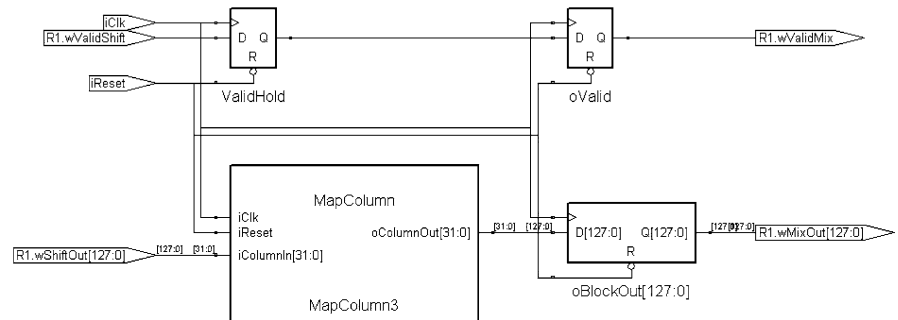 iClk
R1.wValidShift
D Q
R
ValidHold
D Q
R
oValid
R1.wValidMix
iReset
MapColumn
iClk
iReset
iColumnIn[31:0]
oColumnOut[31:0]
MapColumn3
R1.wShiftOut[127:0]
[127:0]
[31:0]
[31:0]
[127:0]
D[127:0] Q[127:0]
R
oBlockOut[127:0]
R1.wMixOut[127:0]